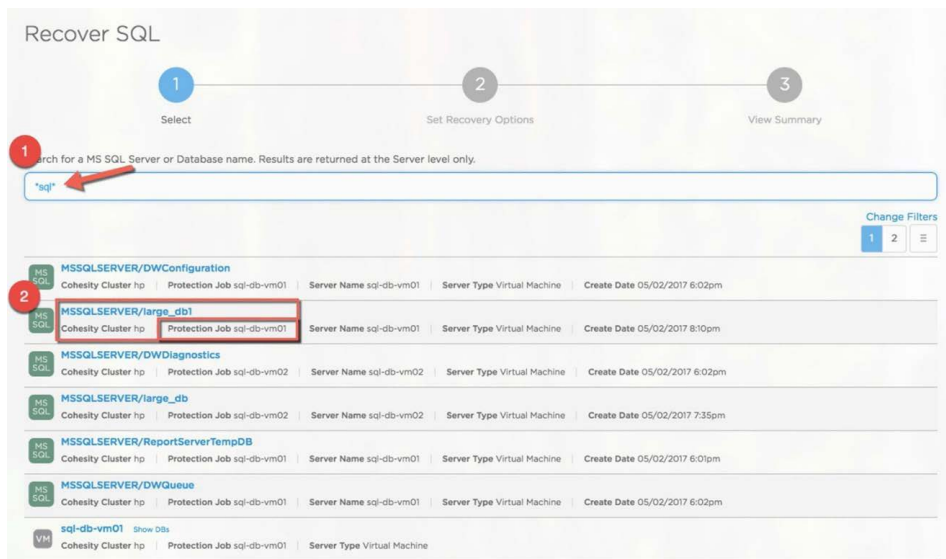 Recover SQL
1
2
3
Select
Set Recovery Options
View Summary
1
arch for a MS SQL Server or Database name. Results are returned at the Server level only.
*sql*
Change Filters
1 2
MS SQL
MSSQLSERVER/DWConfiguration
Cohesity Cluster hp Protection Job sql-db-vm01 Server Name sql-db-vm01 Server Type Virtual Machine Create Date 05/02/2017 6:02pm
2
MS SQL
MSSQLSERVER/large_db1
Cohesity Cluster hp Protection Job sql-db-vm01 Server Name sql-db-vm01 Server Type Virtual Machine Create Date 05/02/2017 8:10pm
MS SQL
MSSQLSERVER/DWDiagnostics
Cohesity Cluster hp Protection Job sql-db-vm02 Server Name sql-db-vm02 Server Type Virtual Machine Create Date 05/02/2017 6:02pm
MS SQL
MSSQLSERVER/large_db
Cohesity Cluster hp Protection Job sql-db-vm02 Server Name sql-db-vm02 Server Type Virtual Machine Create Date 05/02/2017 7:35pm
MS SQL
MSSQLSERVER/ReportServerTempDB
Cohesity Cluster hp Protection Job sql-db-vm01 Server Name sql-db-vm01 Server Type Virtual Machine Create Date 05/02/2017 6:01pm
MS SQL
MSSQLSERVER/DWQueue
Cohesity Cluster hp Protection Job sql-db-vm01 Server Name sql-db-vm01 Server Type Virtual Machine Create Date 05/02/2017 6:02pm
VM
sql-db-vm01 Show DBs
Cohesity Cluster hp Protection Job sql-db-vm01 Server Type Virtual Machine